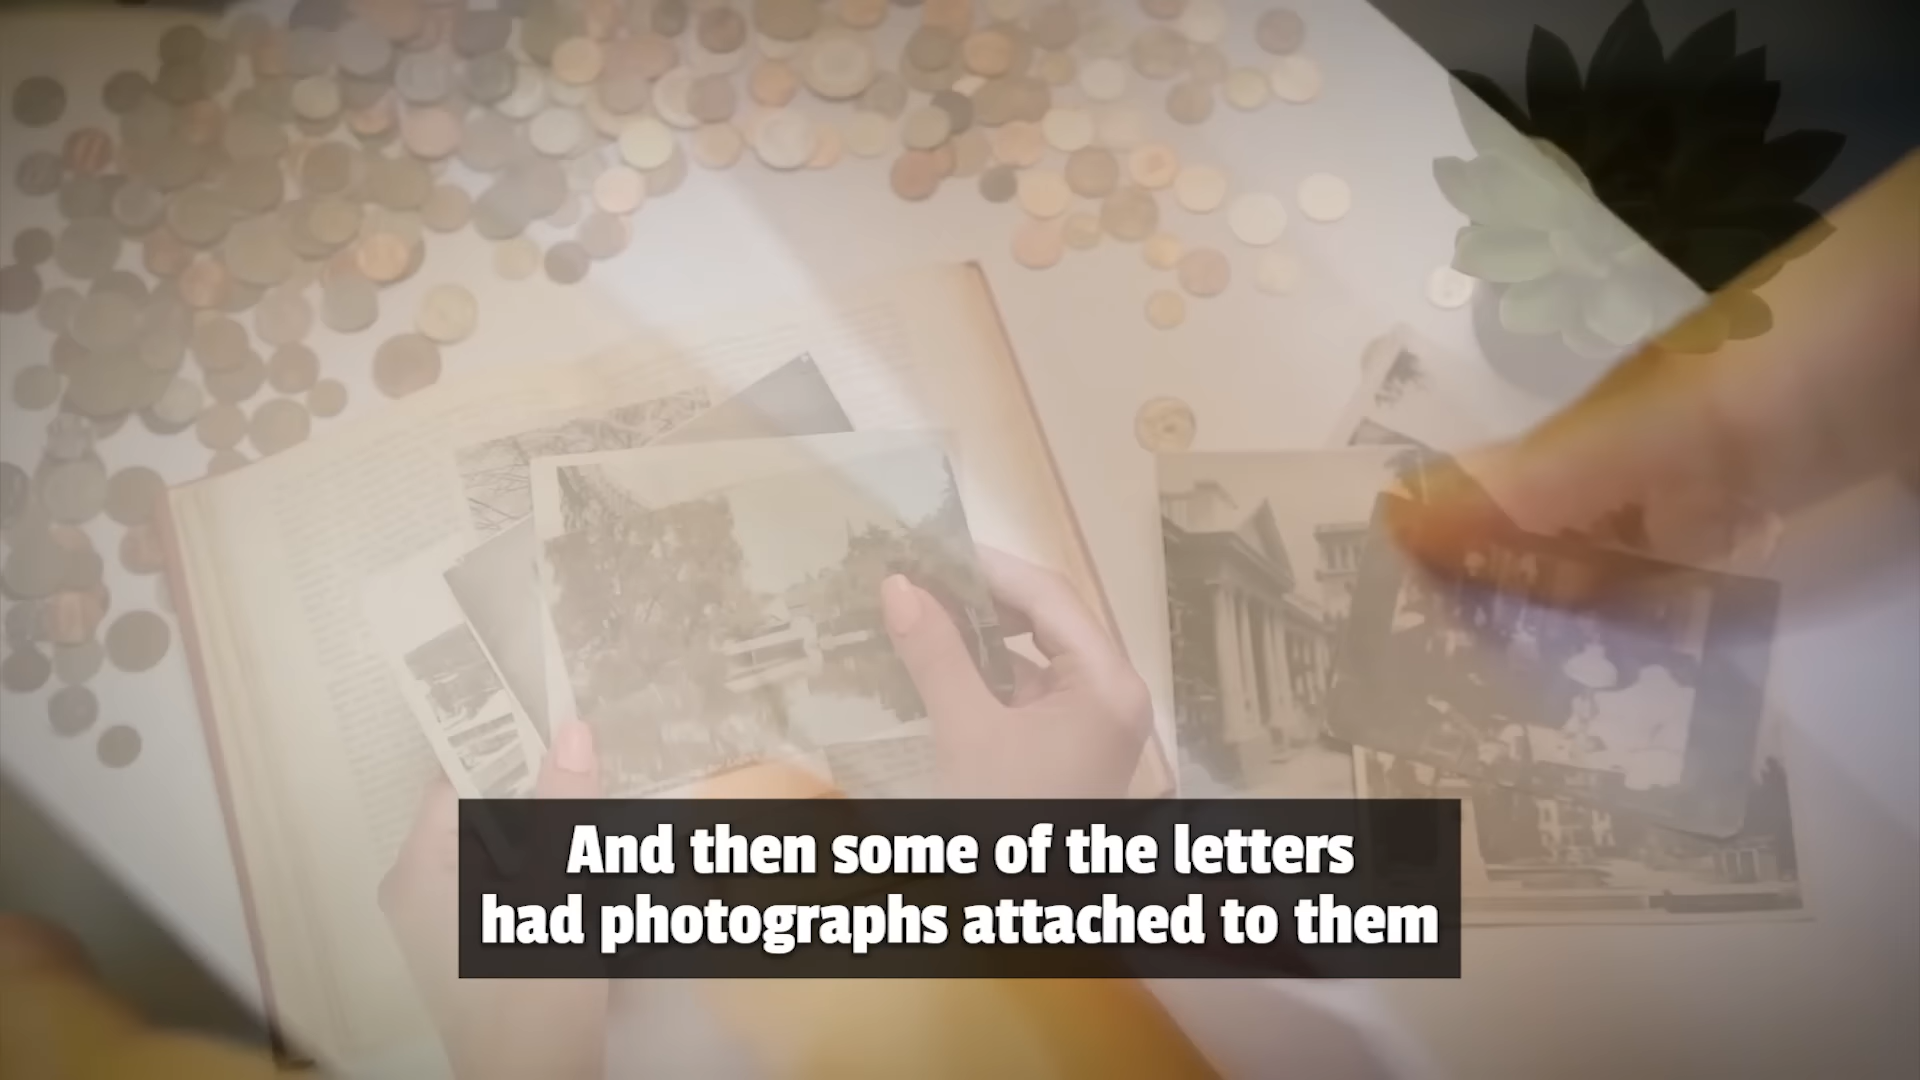 And then some of the letters
had photographs attached to them